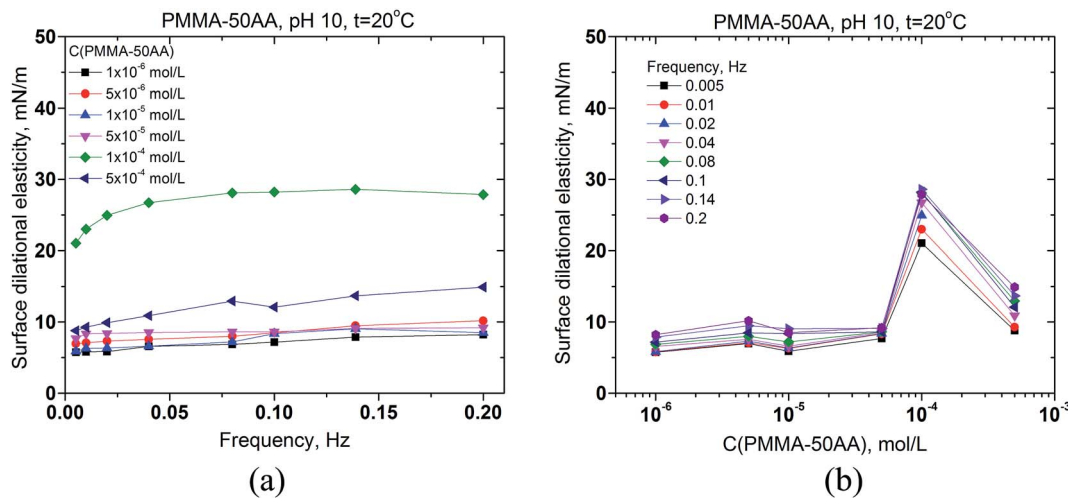 PMMA-50AA, pH 10, t=20°C
Surface dilational elasticity, mN/m
50
40
30
20
10
0
C(PMMA-50AA)
1x10⁻⁶ mol/L
5x10⁻⁶ mol/L
1x10⁻⁵ mol/L
5x10⁻⁵ mol/L
1x10⁻⁴ mol/L
5x10⁻⁴ mol/L
0.00 0.05 0.10 0.15 0.20
Frequency, Hz
(a)
PMMA-50AA, pH 10, t=20°C
Surface dilational elasticity, mN/m
50
40
30
20
10
0
Frequency, Hz
0.005
0.01
0.02
0.04
0.08
0.1
0.14
0.2
10⁻⁶ 10⁻⁵ 10⁻⁴ 10⁻³
C(PMMA-50AA), mol/L
(b)